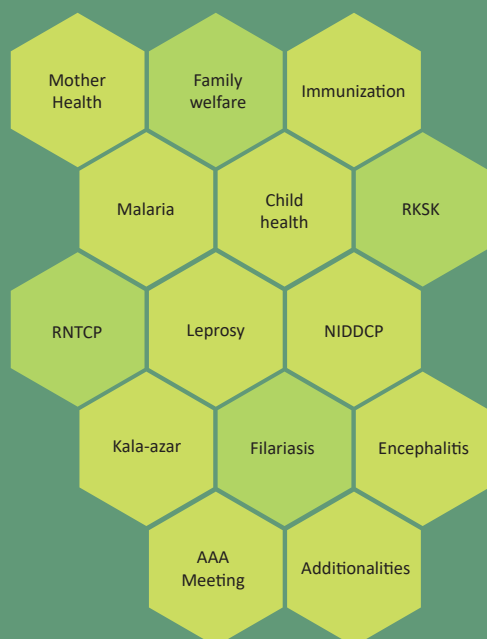 Mother
Health
Family
welfare
Immunization
Malaria
Child
health
RKSK
RNTCP
Leprosy
NIDDCP
Kala-azar
Filariasis
Encephalitis
AAA
Meeting
Additionalities